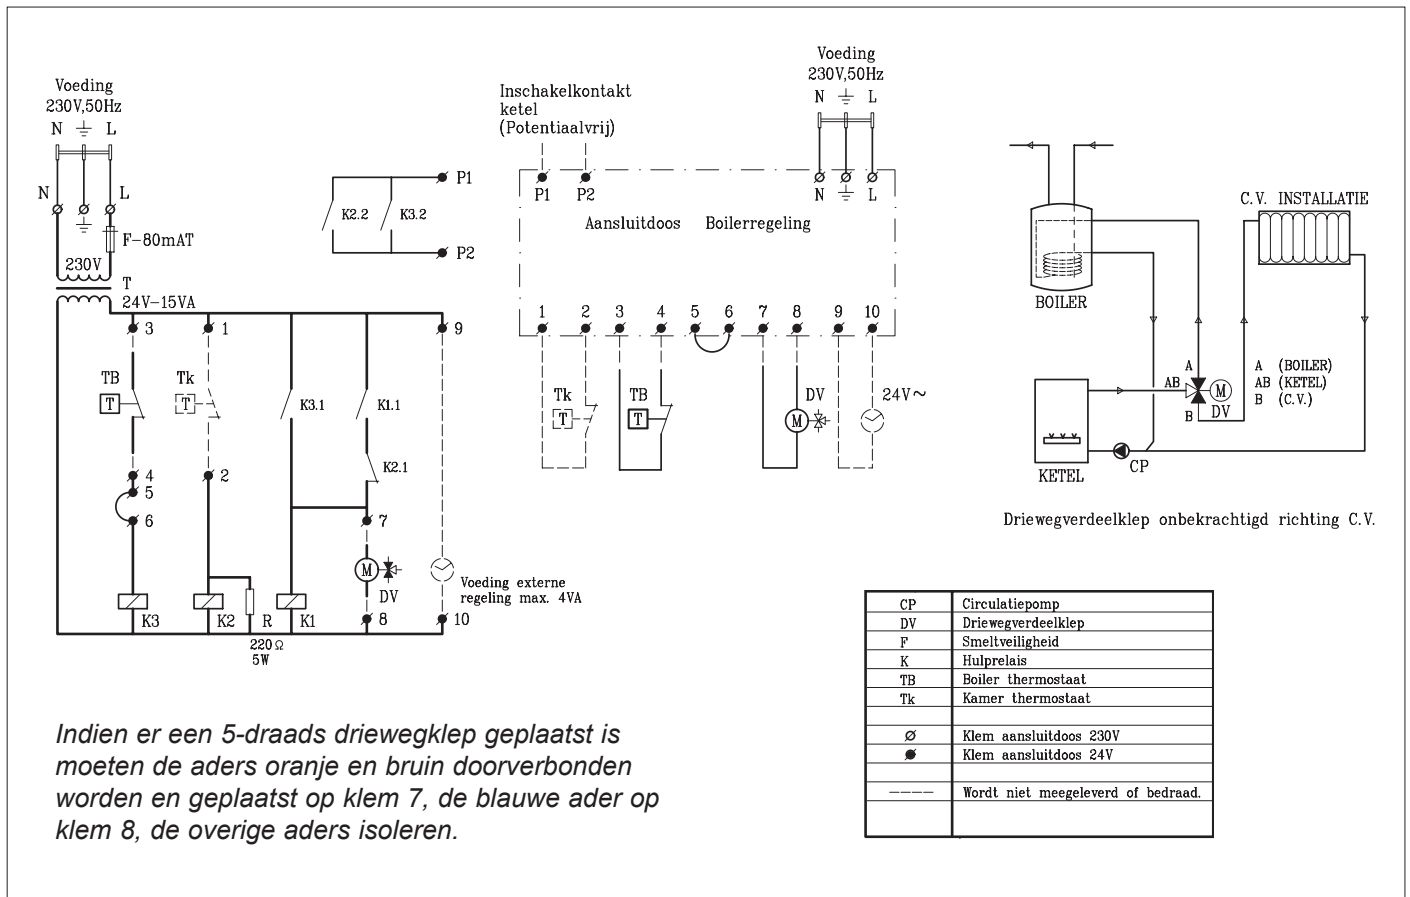 Voeding
230V,50Hz
N L
N L
F-80mAT
230V
T
24V-15VA
3 1 9
TB Tk
T T
K3.1 K1.1
K2.1
4 2
5
6 7
M
DV
Voeding externe
regeling max. 4VA
K3 K2 R K1 8 10
220Ω
5W
P1
K2.2 K3.2
P2
Inschakelkontakt
ketel
(Potentiaalvrij)
Voeding
230V,50Hz
N L
P1 P2 N L
Aansluitdoos Boilerregeling
1 2 3 4 5 6 7 8 9 10
Tk TB DV 24V~
T T M
C.V. INSTALLATIE
BOILER
A
AB
M
B DV
A (BOILER)
AB (KETEL)
B (C.V.)
CP
KETEL
Driewegverdeelklep onbekrachtigd richting C.V.
CP Circulatiepomp
DV Driewegverdeelklep
F Smeltveiligheid
K Hulprelais
TB Boiler thermostaat
Tk Kamer thermostaat
Klem aansluitdoos 230V
Klem aansluitdoos 24V
Wordt niet meegeleverd of bedraad.
Indien er een 5-draads driewegklep geplaatst is
moeten de aders oranje en bruin doorverbonden
worden en geplaatst op klem 7, de blauwe ader op
klem 8, de overige aders isoleren.